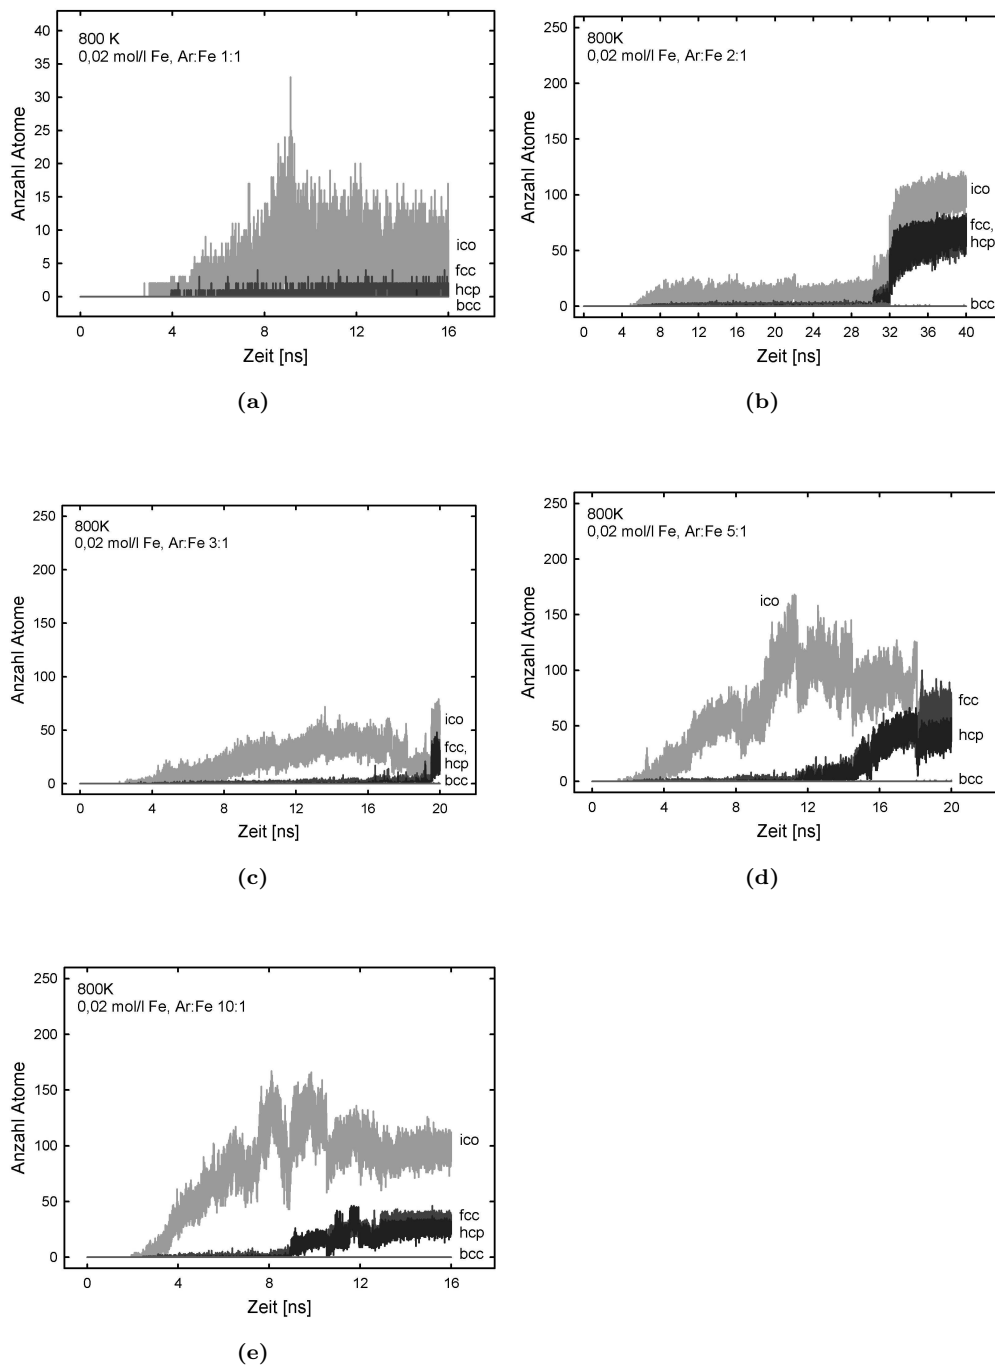 800 K
0,02 mol/l Fe, Ar:Fe 1:1
Anzahl Atome
40
35
30
25
20
15
10
5
0
ico
fcc
hcp
bcc
0 4 8 12 16
Zeit [ns]
(a)
800K
0,02 mol/l Fe, Ar:Fe 2:1
Anzahl Atome
250
200
150
100
50
0
ico
fcc,
hcp
bcc
0 4 8 12 16 20 24 28 32 36 40
Zeit [ns]
(b)
800K
0,02 mol/l Fe, Ar:Fe 3:1
Anzahl Atome
250
200
150
100
50
0
ico
fcc,
hcp
bcc
0 4 8 12 16 20
Zeit [ns]
(c)
800K
0,02 mol/l Fe, Ar:Fe 5:1
Anzahl Atome
250
200
150
100
50
0
ico
fcc
hcp
bcc
0 4 8 12 16 20
Zeit [ns]
(d)
800K
0,02 mol/l Fe, Ar:Fe 10:1
Anzahl Atome
250
200
150
100
50
0
ico
fcc
hcp
bcc
0 4 8 12 16
Zeit [ns]
(e)